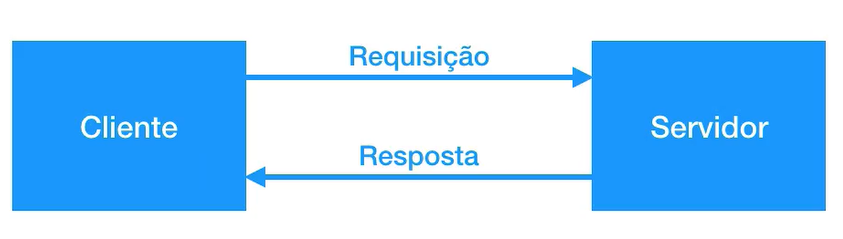 Requisição
Cliente
Servidor
Resposta